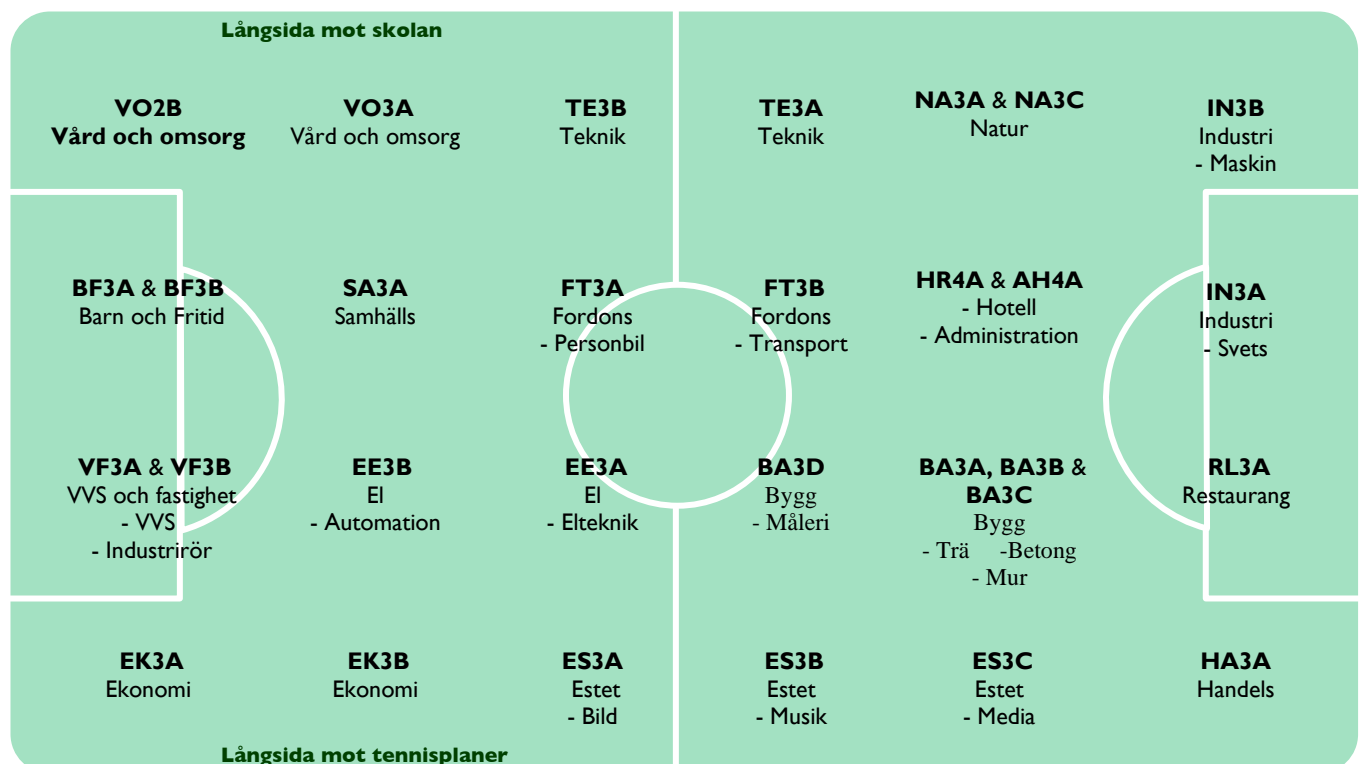 Långsida mot skolan
VO2B
Vård och omsorg
VO3A
Vård och omsorg
TE3B
Teknik
TE3A
Teknik
NA3A & NA3C
Natur
IN3B
Industri
- Maskin
BF3A & BF3B
Barn och Fritid
SA3A
Samhälls
FT3A
Fordons
- Personbil
FT3B
Fordons
- Transport
HR4A & AH4A
- Hotell
- Administration
IN3A
Industri
- Svets
VF3A & VF3B
VVS och fastighet
- VVS
- Industrirör
EE3B
El
- Automation
EE3A
El
- Elteknik
BA3D
Bygg
- Måleri
BA3A, BA3B &
BA3C
Bygg
- Trä -Betong
- Mur
RL3A
Restaurang
EK3A
Ekonomi
EK3B
Ekonomi
ES3A
Estet
- Bild
ES3B
Estet
- Musik
ES3C
Estet
- Media
HA3A
Handels
Långsida mot tennisplaner